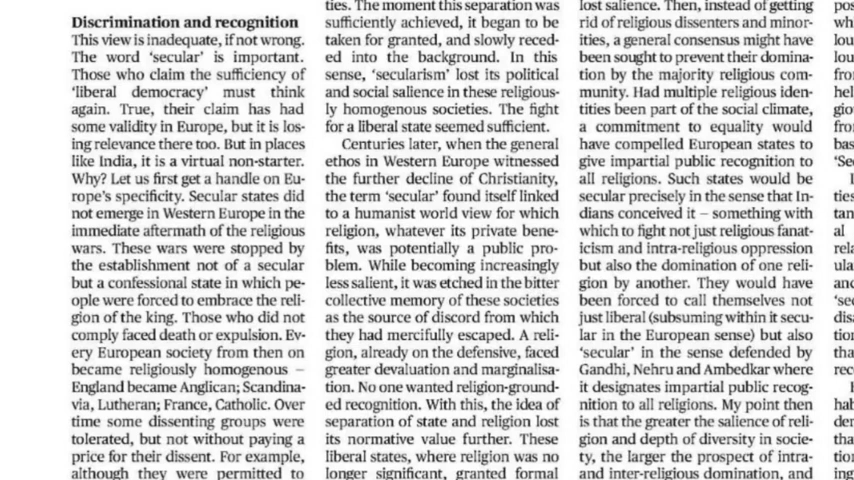 Discrimination and recognition
This view is inadequate, if not wrong.
The word ‘secular’ is important.
Those who claim the sufficiency of
‘liberal democracy’ must think
again. True, their claim has had
some validity in Europe, but it is los-
ing relevance there too. But in places
like India, it is a virtual non-starter.
Why? Let us first get a handle on Eu-
rope’s specificity. Secular states did
not emerge in Western Europe in the
immediate aftermath of the religious
wars. These wars were stopped by
the establishment not of a secular
but a confessional state in which pe-
ople were forced to embrace the reli-
gion of the king. Those who did not
comply faced death or expulsion. Ev-
ery European society from then on
became religiously homogenous –
England became Anglican; Scandina-
via, Lutheran; France, Catholic. Over
time some dissenting groups were
tolerated, but not without paying a
price for their dissent. For example,
although they were permitted to
ties. The moment this separation was
sufficiently achieved, it began to be
taken for granted, and slowly reced-
ed into the background. In this
sense, ‘secularism’ lost its political
and social salience in these religious-
ly homogenous societies. The fight
for a liberal state seemed sufficient.
Centuries later, when the general
ethos in Western Europe witnessed
the further decline of Christianity,
the term ‘secular’ found itself linked
to a humanist world view for which
religion, whatever its private bene-
fits, was potentially a public pro-
blem. While becoming increasingly
less salient, it was etched in the bitter
collective memory of these societies
as the source of discord from which
they had mercifully escaped. A reli-
gion, already on the defensive, faced
greater devaluation and marginalisa-
tion. No one wanted religion-ground-
ed recognition. With this, the idea of
separation of state and religion lost
its normative value further. These
liberal states, where religion was no
longer significant, granted formal
lost salience. Then, instead of getting
rid of religious dissenters and minor-
ities, a general consensus might have
been sought to prevent their domina-
tion by the majority religious com-
munity. Had multiple religious iden-
tities been part of the social climate,
a commitment to equality would
have compelled European states to
give impartial public recognition to
all religions. Such states would be
secular precisely in the sense that In-
dians conceived it – something with
which to fight not just religious fanat-
icism and intra-religious oppression
but also the domination of one reli-
gion by another. They would have
been forced to call themselves not
just liberal (subsuming within it secu-
lar in the European sense) but also
‘secular’ in the sense defended by
Gandhi, Nehru and Ambedkar where
it designates impartial public recog-
nition to all religions. My point then
is that the greater the salience of reli-
gion and depth of diversity in socie-
ty, the larger the prospect of intra-
and inter-religious domination, and